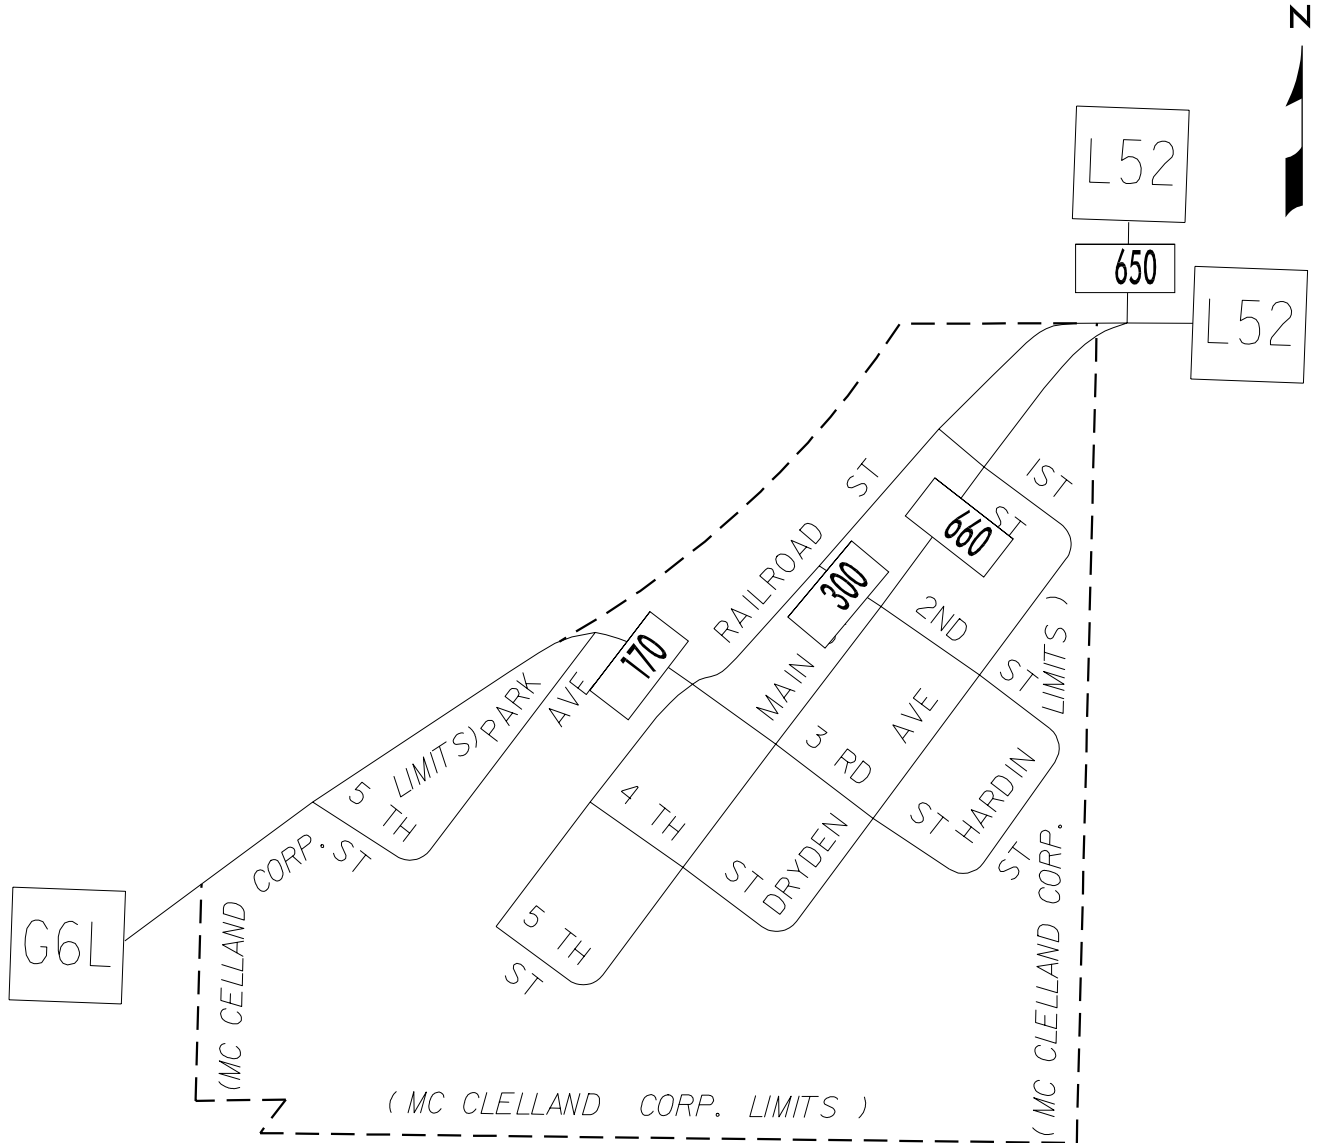 N
L52
650
L52
1ST
ST
660
RAILROAD ST
300
2ND
ST
170
MAIN
PARK
AVE
LIMITS )
3 RD
AVE
ST
HARDIN
ST
5 TH
ST
LIMITS)
4 TH
ST
DRYDEN
CORP.
5 TH
ST
G6L
(MC CELLAND
(MC CLELLAND CORP.
( MC CLELLAND CORP. LIMITS )